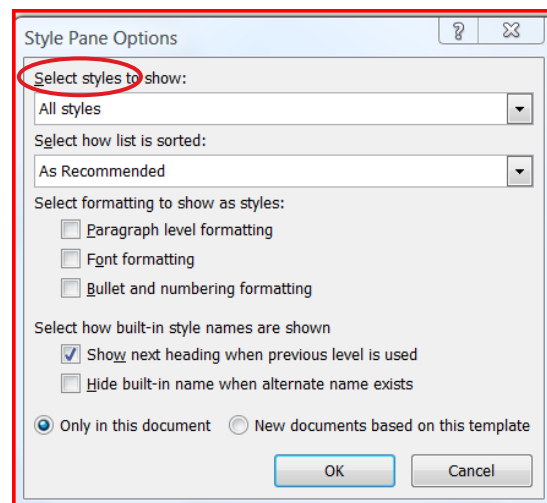 Style Pane Options
Select styles to show:
All styles
Select how list is sorted:
As Recommended
Select formatting to show as styles:
Paragraph level formatting
Font formatting
Bullet and numbering formatting
Select how built-in style names are shown
Show next heading when previous level is used
Hide built-in name when alternate name exists
Only in this document New documents based on this template
OK Cancel